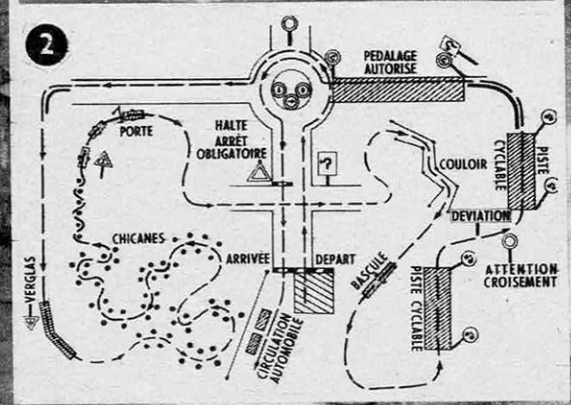 2
PEDALAGE
AUTORISE
?
PORTE
HALTE
ARRÊT
OBLIGATOIRE
?
COULOIR
PISTE
CYCLABLE
DEVIATION
CHICANES
ARRIVÉE
DEPART
BASCULE
ATTENTION
CROISEMENT
VERGLAS
PISTE CYCLABLE
CIRCULATION
AUTOMOBILE